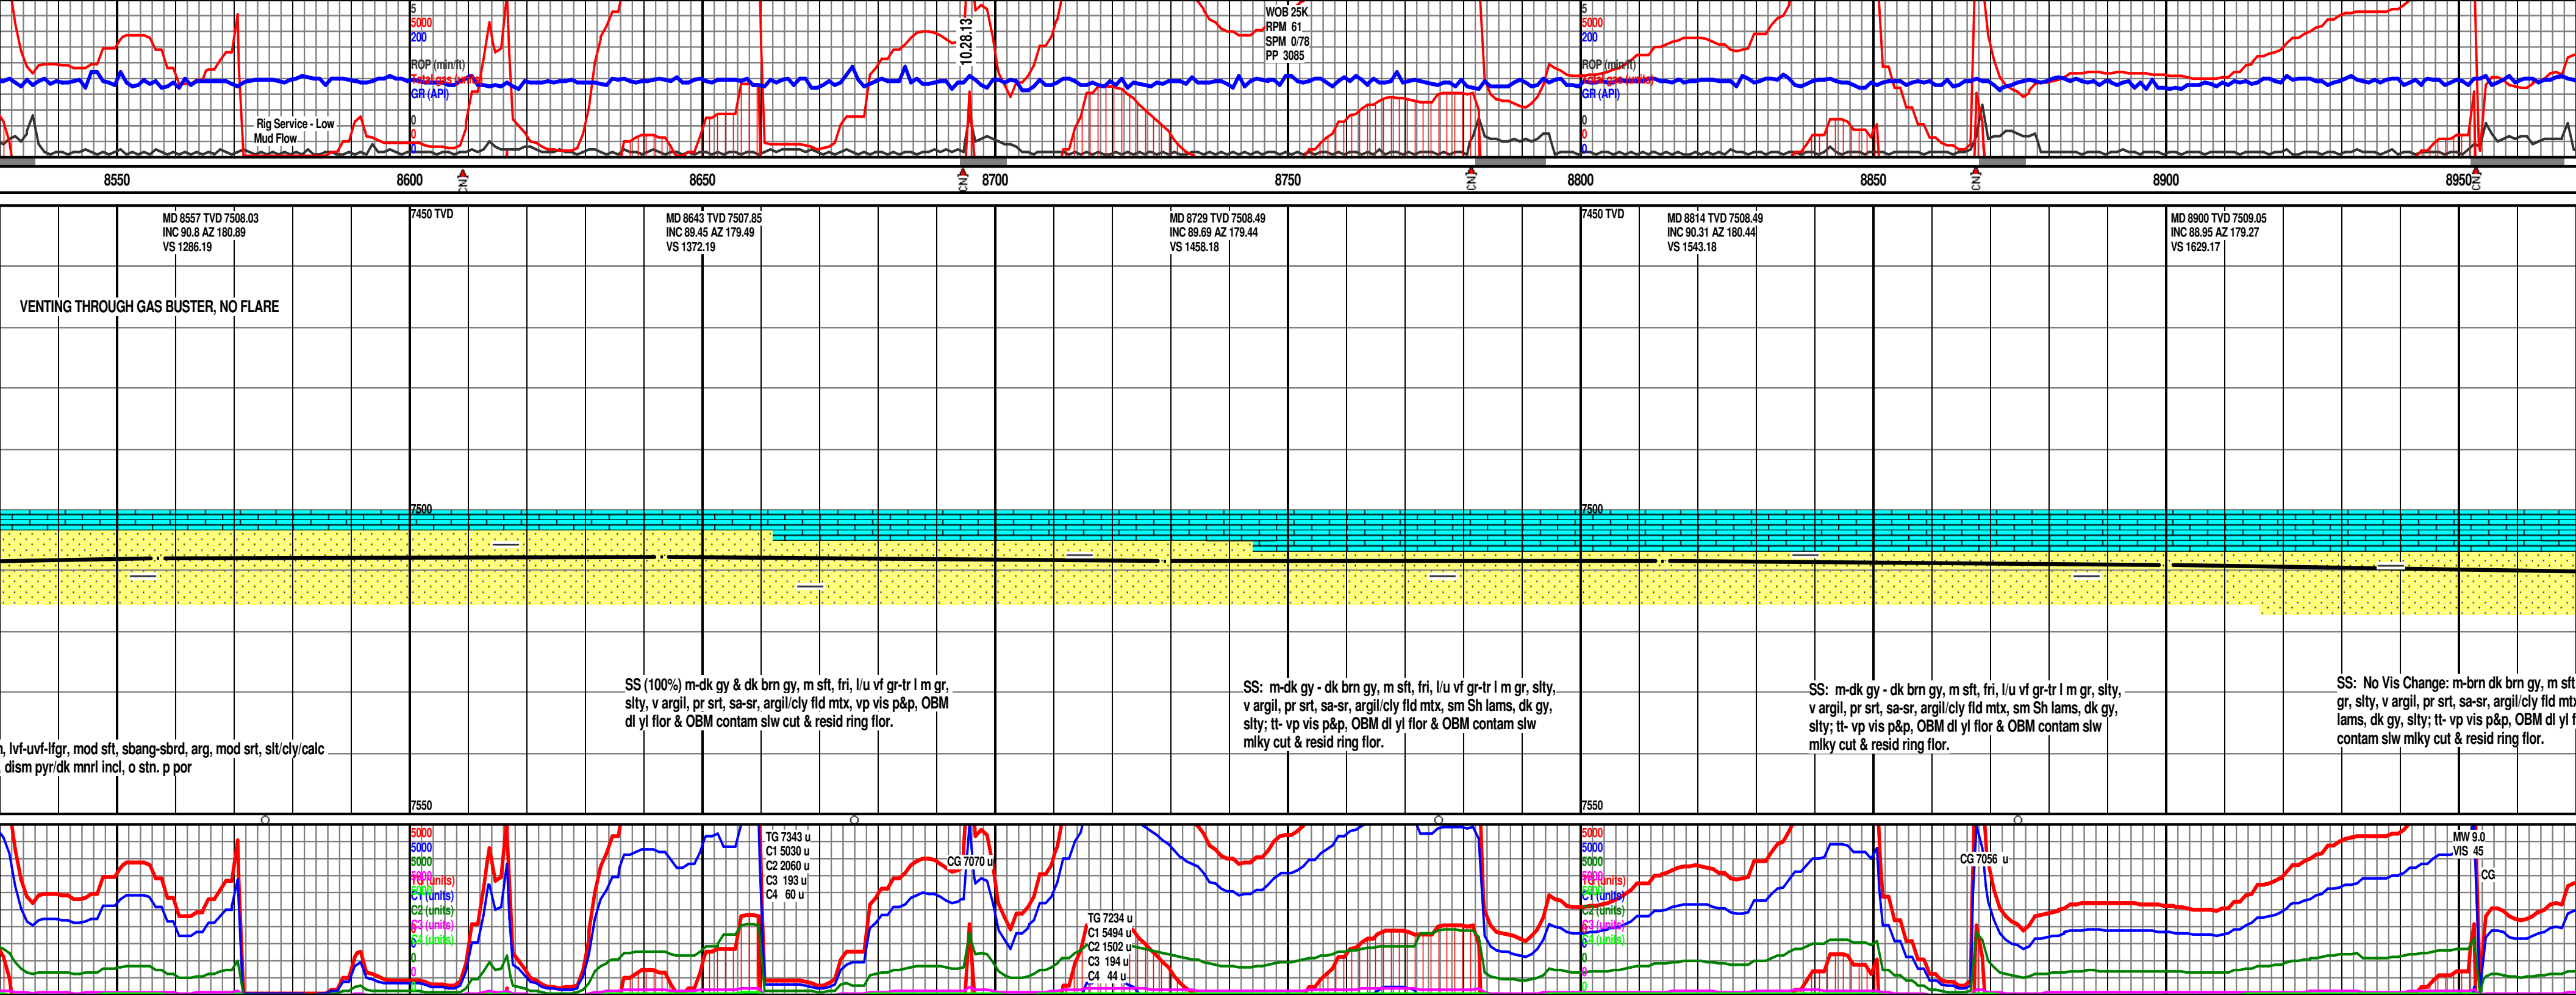 5
5000
200
ROP (min/ft)
Total gas (units)
GR (API)
0
0
0
Rig Service - Low
Mud Flow
10.28.13
WOB 25K
RPM 61
SPM 0/78
PP 3085
5
5000
200
ROP (min/ft)
Total gas (units)
GR (API)
0
0
0
8550
8600
CN
8650
CN
8700
8750
CN
8800
8850
CN
8900
8950
CN
MD 8557 TVD 7508.03
INC 90.8 AZ 180.89
VS 1286.19
7450 TVD
MD 8643 TVD 7507.85
INC 89.45 AZ 179.49
VS 1372.19
MD 8729 TVD 7508.49
INC 89.69 AZ 179.44
VS 1458.18
7450 TVD
MD 8814 TVD 7508.49
INC 90.31 AZ 180.44
VS 1543.18
MD 8900 TVD 7509.05
INC 88.95 AZ 179.27
VS 1629.17
VENTING THROUGH GAS BUSTER, NO FLARE
7500
7500
lvf-uvf-lfgr, mod sft, sbang-sbrd, arg, mod srt, slt/cly/calc
dism pyr/dk mnrl incl, o stn. p por
SS (100%) m-dk gy & dk brn gy, m sft, fri, l/u vf gr-tr l m gr,
slty, v argil, pr srt, sa-sr, argil/cly fld mtx, vp vis p&p, OBM
dl yl flor & OBM contam slw cut & resid ring flor.
SS: m-dk gy - dk brn gy, m sft, fri, l/u vf gr-tr l m gr, slty,
v argil, pr srt, sa-sr, argil/cly fld mtx, sm Sh lams, dk gy,
slty; tt- vp vis p&p, OBM dl yl flor & OBM contam slw
mlky cut & resid ring flor.
SS: m-dk gy - dk brn gy, m sft, fri, l/u vf gr-tr l m gr, slty,
v argil, pr srt, sa-sr, argil/cly fld mtx, sm Sh lams, dk gy,
slty; tt- vp vis p&p, OBM dl yl flor & OBM contam slw
mlky cut & resid ring flor.
SS: No Vis Change: m-brn dk brn gy, m sft
gr, slty, v argil, pr srt, sa-sr, argil/cly fld mtx
lams, dk gy, slty; tt- vp vis p&p, OBM dl yl f
contam slw mlky cut & resid ring flor.
7550
7550
5000
5000
5000
5000
5000
TG (units)
C1 (units)
C2 (units)
C3 (units)
C4 (units)
0
0
0
0
TG 7343 u
C1 5030 u
C2 2060 u
C3 193 u
C4 60 u
CG 7070 u
TG 7234 u
C1 5494 u
C2 1502 u
C3 194 u
C4 44 u
5000
5000
5000
5000
5000
TG (units)
C1 (units)
C2 (units)
C3 (units)
C4 (units)
0
0
0
0
CG 7056 u
MW 9.0
VIS 45
CG